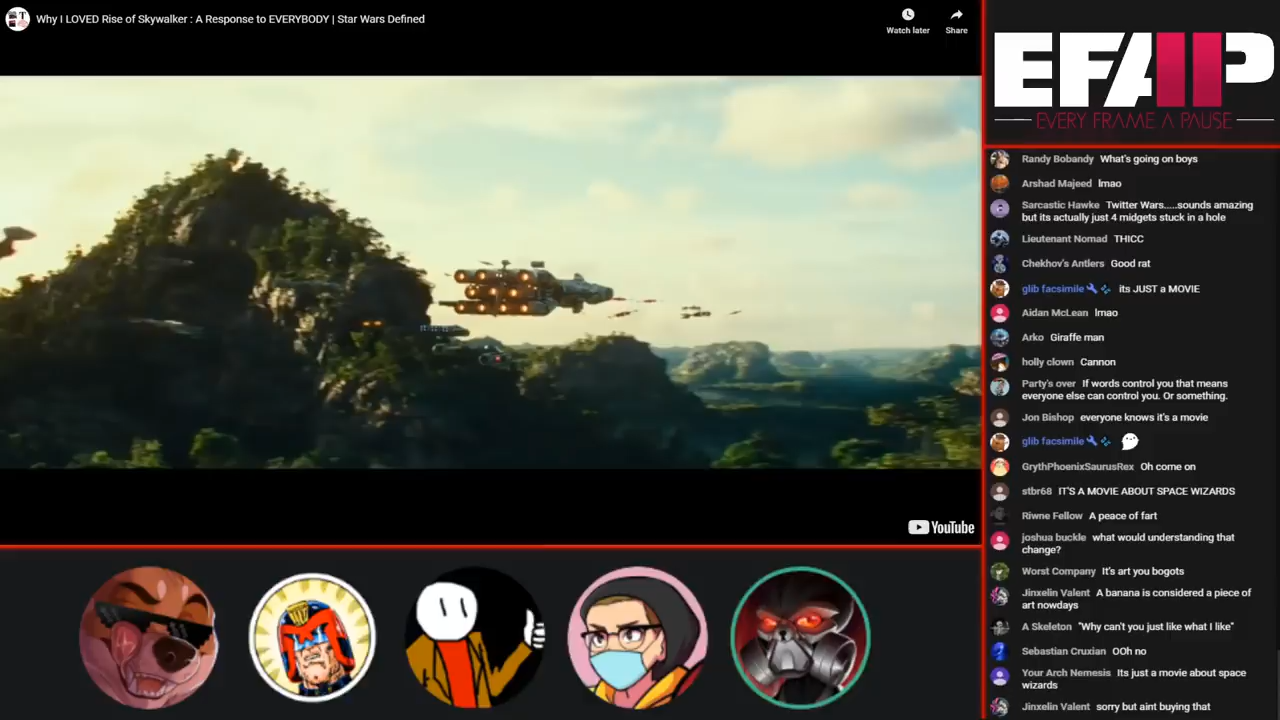 Why I LOVED Rise of Skywalker : A Response to EVERYBODY | Star Wars Defined
Watch later
Share
YouTube
EFAP
EVERY FRAME A PAUSE
Randy Bobandy What's going on boys
Arshad Majeed lmao
Sarcastic Hawke Twitter Wars.....sounds amazing
but its actually just 4 midgets stuck in a hole
Lieutenant Nomad THICC
Chekhov's Antlers Good rat
glib facsimile its JUST a MOVIE
Aidan McLean lmao
Arko Giraffe man
holly clown Cannon
Party's over If words control you that means
everyone else can control you. Or something.
Jon Bishop everyone knows it's a movie
glib facsimile
GrythPhoenixSaurusRex Oh come on
stbr68 IT'S A MOVIE ABOUT SPACE WIZARDS
Riwne Fellow A peace of fart
joshua buckle what would understanding that
change?
Worst Company It's art you bogots
Jinxelin Valent A banana is considered a piece of
art nowdays
A Skeleton "Why can't you just like what I like"
Sebastian Cruxian OOh no
Your Arch Nemesis Its just a movie about space
wizards
Jinxelin Valent sorry but aint buying that